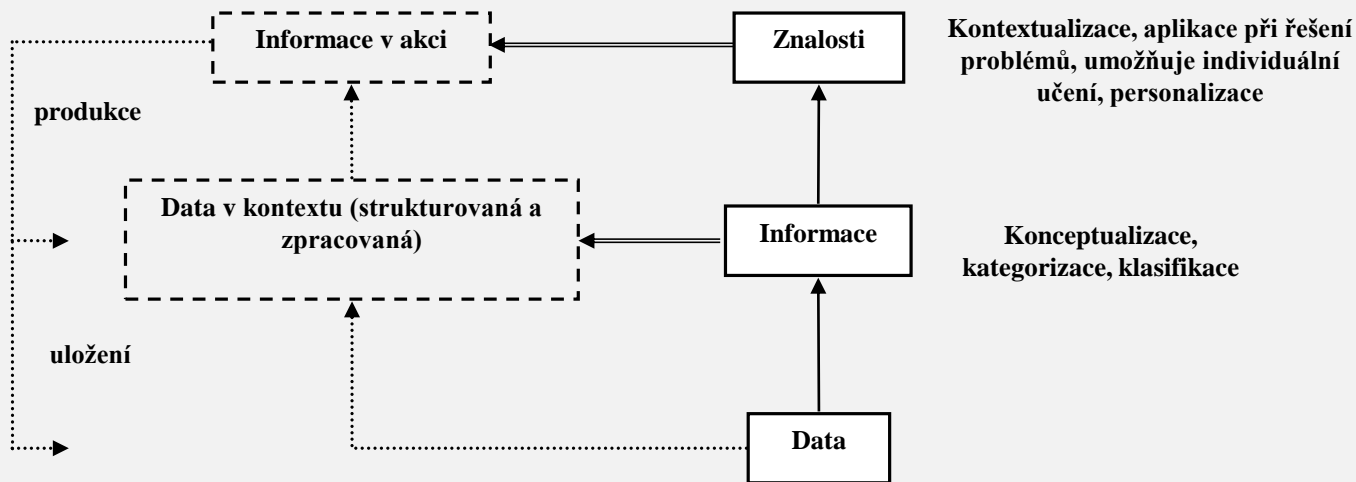 Informace v akci
Znalosti
Kontextualizace, aplikace při řešení
problémů, umožňuje individuální
učení, personalizace
produkce
Data v kontextu (strukturovaná a
zpracovaná)
Informace
Konceptualizace,
kategorizace, klasifikace
uložení
Data